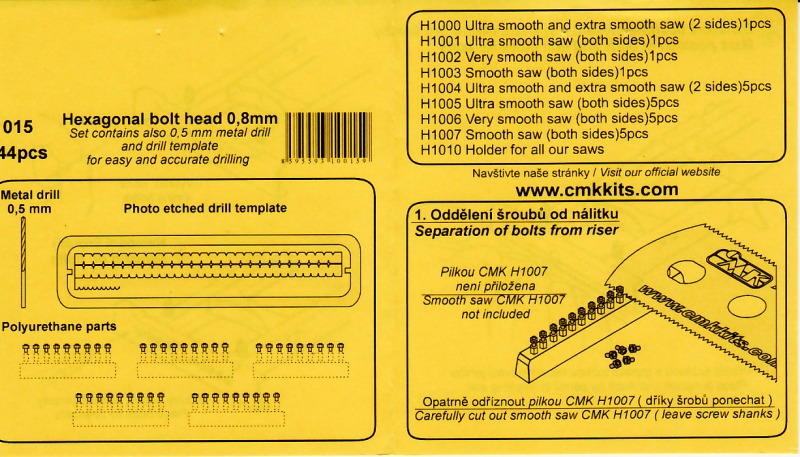 015
44pcs
Hexagonal bolt head 0,8mm
Set contains also 0,5 mm metal drill
and drill template
for easy and accurate drilling
8595593100159
Metal drill
0,5 mm
Photo etched drill template
Polyurethane parts
H1000 Ultra smooth and extra smooth saw (2 sides)1pcs
H1001 Ultra smooth saw (both sides)1pcs
H1002 Very smooth saw (both sides)1pcs
H1003 Smooth saw (both sides)1pcs
H1004 Ultra smooth and extra smooth saw (2 sides)5pcs
H1005 Ultra smooth saw (both sides)5pcs
H1006 Very smooth saw (both sides)5pcs
H1007 Smooth saw (both sides)5pcs
H1010 Holder for all our saws
Navštivte naše stránky / Visit our official website
www.cmkkits.com
1. Oddělení šroubů od nálitku
Separation of bolts from riser
Pilkou CMK H1007
není přiložena
Smooth saw CMK H1007
not included
CMK
www.cmkkits.com
Opatrně odříznout pilkou CMK H1007 ( dříky šrobů ponechat )
Carefully cut out smooth saw CMK H1007 ( leave screw shanks )